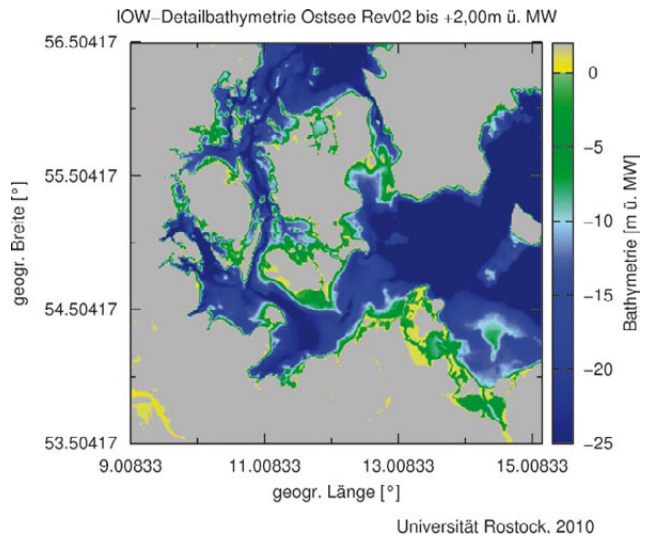 IOW–Detailbathymetrie Ostsee Rev02 bis +2,00m ü. MW
56.50417
55.50417
54.50417
53.50417
geogr. Breite [°]
9.00833 11.00833 13.00833 15.00833
geogr. Länge [°]
0
−5
−10
−15
−20
−25
Bathymetrie [m ü. MW]
Universität Rostock, 2010